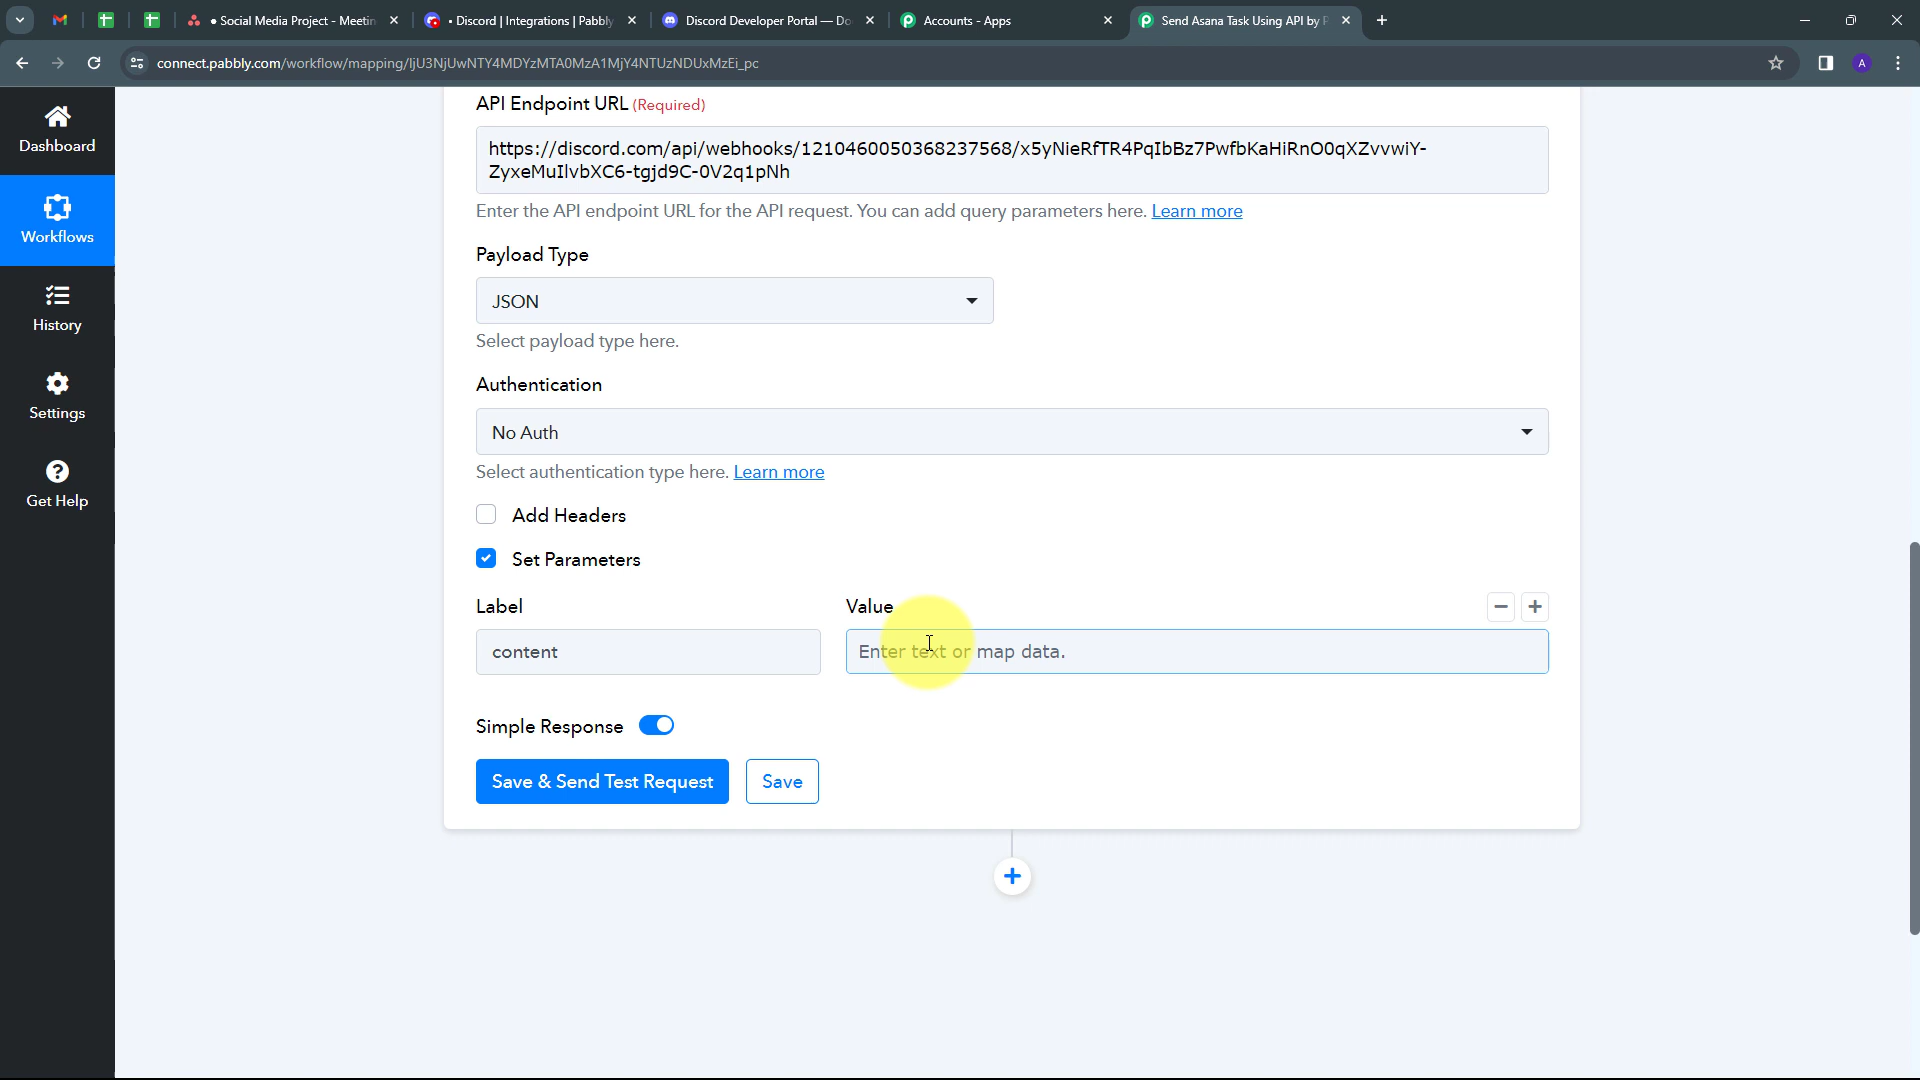 Social Media Project - Meetin
Discord | Integrations | Pabbly
Discord Developer Portal — Do
Accounts - Apps
Send Asana Task Using API by P
connect.pabbly.com/workflow/mapping/IjU3NjUwNTY4MDYzMTA0MzA1MjY4NTUzNDUxMzEi_pc
A
Dashboard
Workflows
History
Settings
Get Help
API Endpoint URL (Required)
https://discord.com/api/webhooks/1210460050368237568/x5yNieRfTR4PqIbBz7PwfbKaHiRnO0qXZvvwiY-
ZyxeMuIlvbXC6-tgjd9C-0V2q1pNh
Enter the API endpoint URL for the API request. You can add query parameters here. Learn more
Payload Type
JSON
Select payload type here.
Authentication
No Auth
Select authentication type here. Learn more
Add Headers
Set Parameters
Label
Value
content
Enter text or map data.
Simple Response
Save & Send Test Request
Save